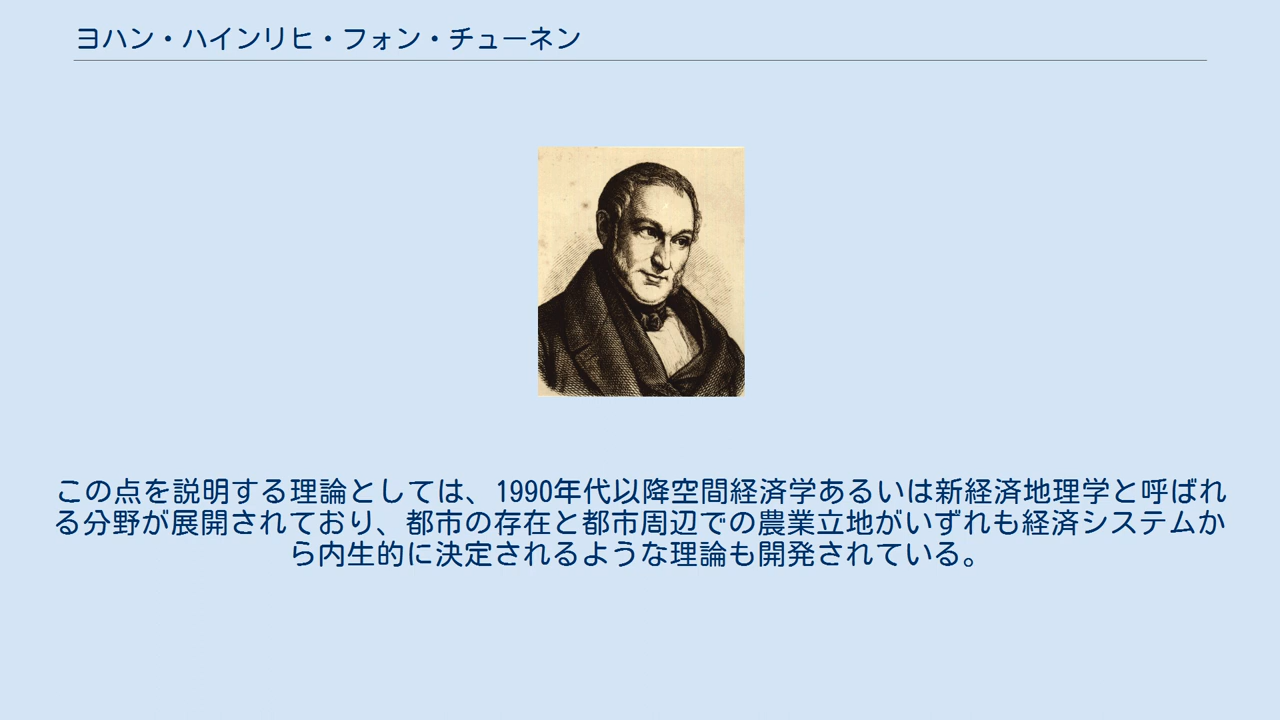 ヨハン・ハインリヒ・フォン・チューネン
この点を説明する理論としては、1990年代以降空間経済学あるいは新経済地理学と呼ばれ
る分野が展開されており、都市の存在と都市周辺での農業立地がいずれも経済システムか
ら内生的に決定されるような理論も開発されている。